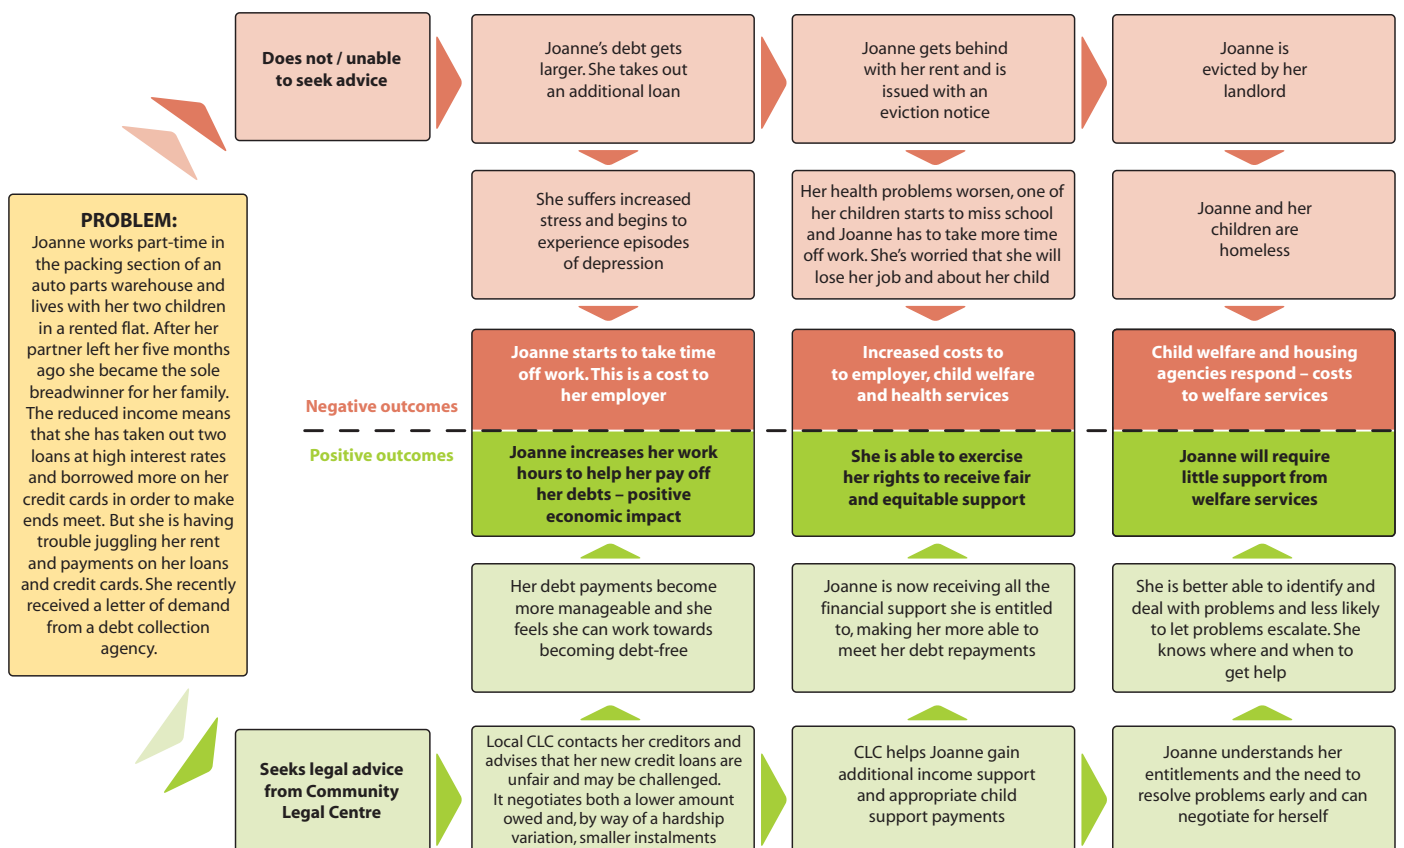 Does not / unable
to seek advice
Joanne's debt gets
larger. She takes out
an additional loan
Joanne gets behind
with her rent and is
issued with an
eviction notice
Joanne is
evicted by her
landlord
She suffers increased
stress and begins to
experience episodes
of depression
Her health problems worsen, one of
her children starts to miss school
and Joanne has to take more time
off work. She's worried that she will
lose her job and about her child
Joanne and her
children are
homeless
PROBLEM:
Joanne works part-time in
the packing section of an
auto parts warehouse and
lives with her two children
in a rented flat. After her
partner left her five months
ago she became the sole
breadwinner for her family.
The reduced income means
that she has taken out two
loans at high interest rates
and borrowed more on her
credit cards in order to make
ends meet. But she is having
trouble juggling her rent
and payments on her loans
and credit cards. She recently
received a letter of demand
from a debt collection
agency.
Joanne starts to take time
off work. This is a cost to
her employer
Increased costs to
to employer, child welfare
and health services
Child welfare and housing
agencies respond – costs
to welfare services
Negative outcomes
Positive outcomes
Joanne increases her work
hours to help her pay off
her debts – positive
economic impact
She is able to exercise
her rights to receive fair
and equitable support
Joanne will require
little support from
welfare services
Her debt payments become
more manageable and she
feels she can work towards
becoming debt-free
Joanne is now receiving all the
financial support she is entitled
to, making her more able to
meet her debt repayments
She is better able to identify and
deal with problems and less likely
to let problems escalate. She
knows where and when to
get help
Seeks legal advice
from Community
Legal Centre
Local CLC contacts her creditors and
advises that her new credit loans are
unfair and may be challenged.
It negotiates both a lower amount
owed and, by way of a hardship
variation, smaller instalments
CLC helps Joanne gain
additional income support
and appropriate child
support payments
Joanne understands her
entitlements and the need to
resolve problems early and can
negotiate for herself